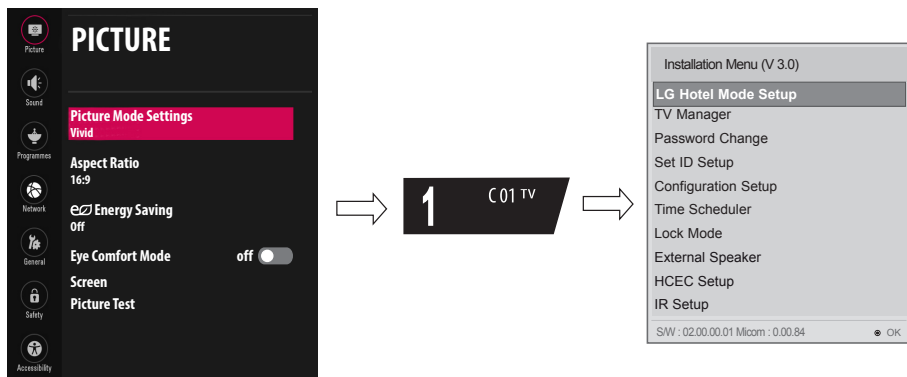 Picture
Sound
Programmes
Network
General
Safety
Accessibility
PICTURE
Picture Mode Settings
Vivid
Aspect Ratio
16:9
Energy Saving
Off
Eye Comfort Mode off
Screen
Picture Test
1 C 01 TV
Installation Menu (V 3.0)
LG Hotel Mode Setup
TV Manager
Password Change
Set ID Setup
Configuration Setup
Time Scheduler
Lock Mode
External Speaker
HCEC Setup
IR Setup
S/W : 02.00.00.01 Micom : 0.00.84 OK